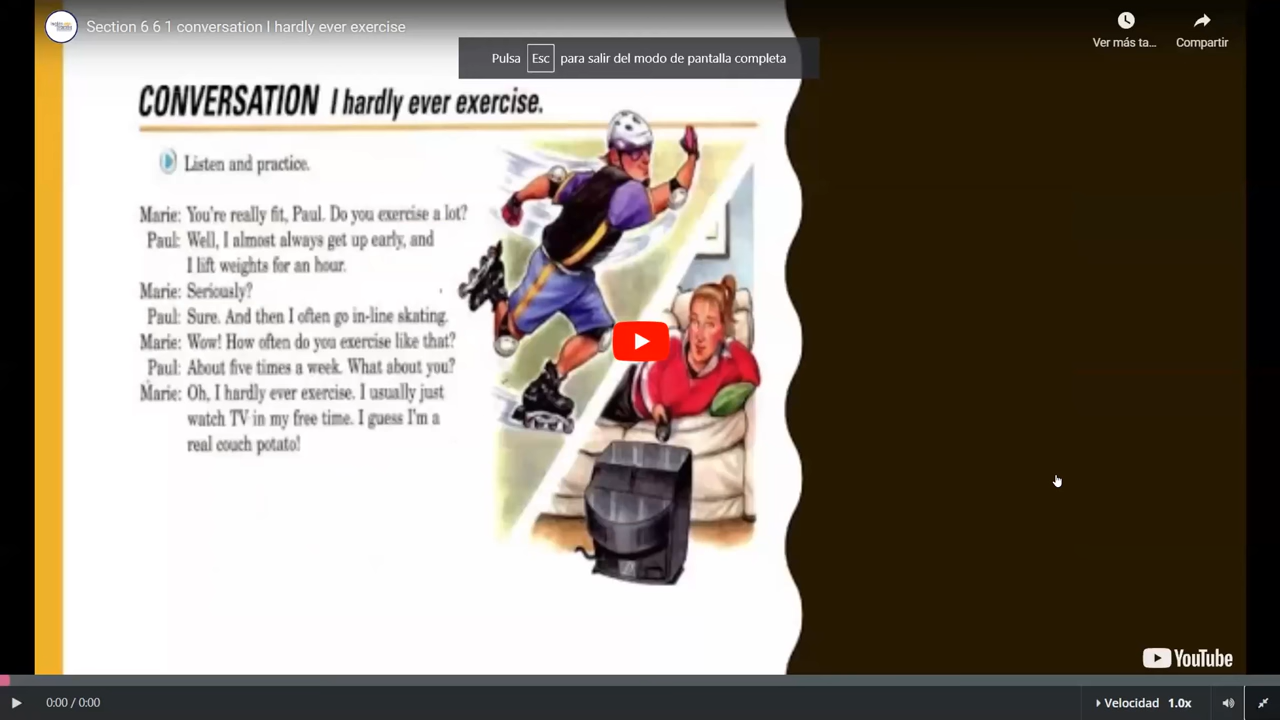 Section 6 6 1 conversation I hardly ever exercise
Ver más ta...
Compartir
Pulsa Esc para salir del modo de pantalla completa
CONVERSATION I hardly ever exercise.
Listen and practice.
Marie: You're really fit, Paul. Do you exercise a lot?
Paul: Well, I almost always get up early, and
I lift weights for an hour.
Marie: Seriously?
Paul: Sure. And then I often go in-line skating.
Marie: Wow! How often do you exercise like that?
Paul: About five times a week. What about you?
Marie: Oh, I hardly ever exercise. I usually just
watch TV in my free time. I guess I'm a
real couch potato!
YouTube
0:00 / 0:00
Velocidad 1.0x